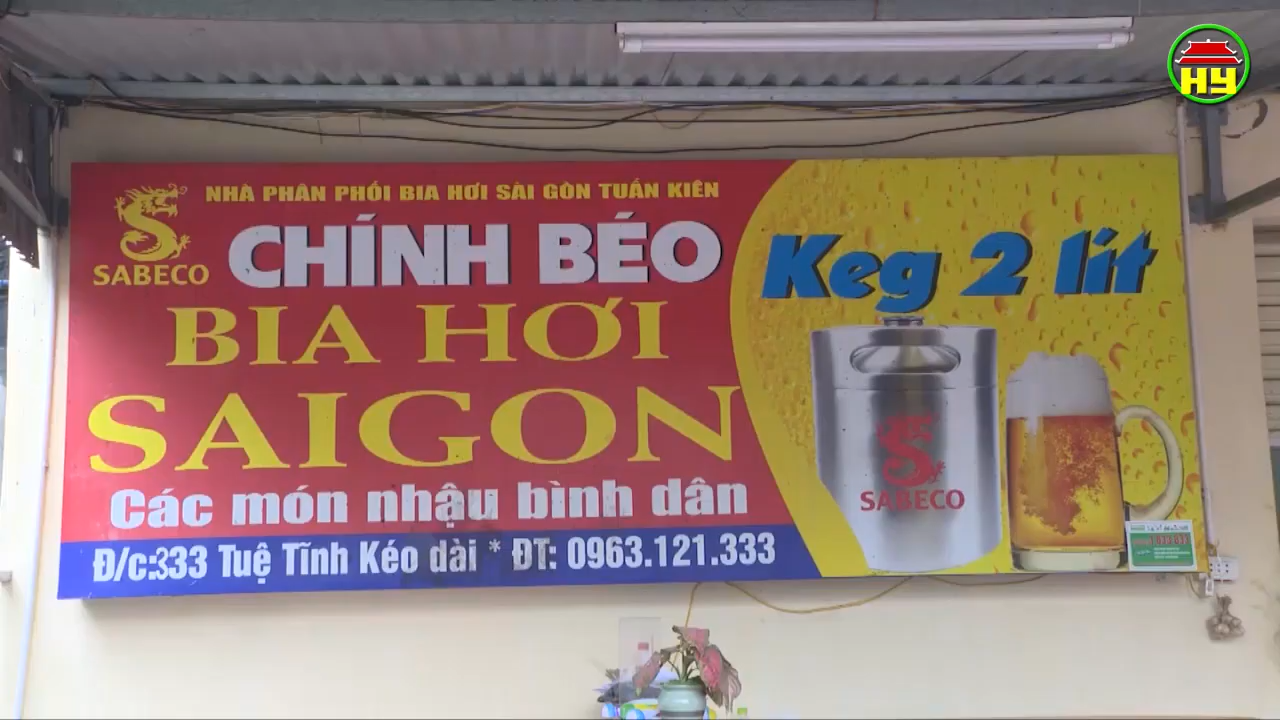 HY
NHÀ PHÂN PHỐI BIA HƠI SÀI GÒN TUẤN KIÊN
SABECO
CHÍNH BÉO
BIA HƠI
SAIGON
Các món nhậu bình dân
Đ/c:333 Tuệ Tĩnh Kéo dài * ĐT: 0963.121.333
Keg 2 lít
SABECO